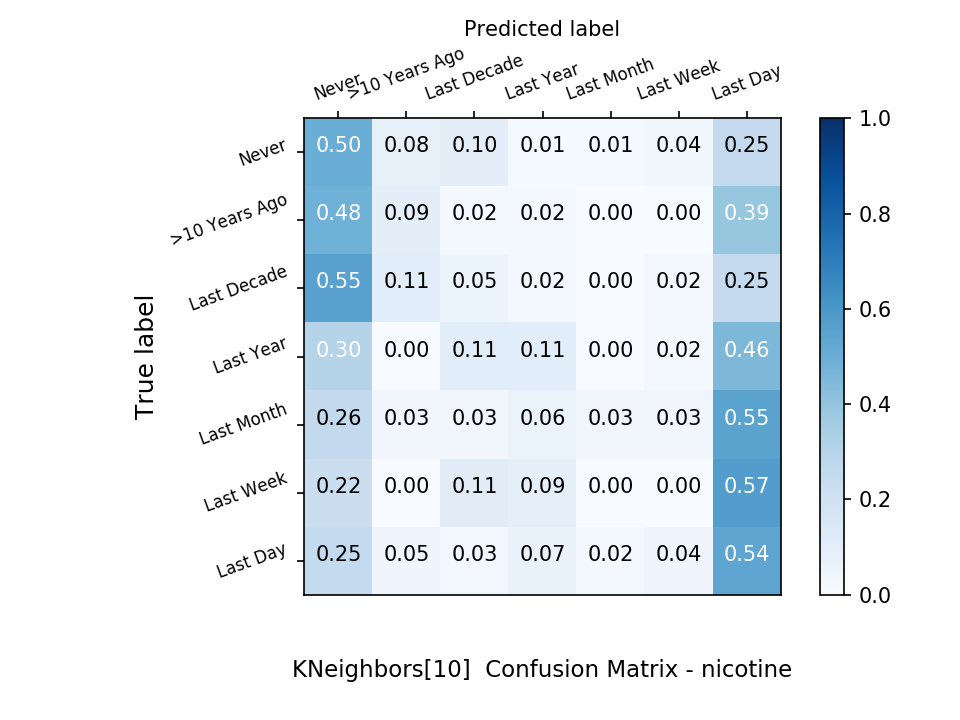 Predicted label
Never >10 Years Ago Last Decade Last Year Last Month Last Week Last Day
Never 0.50 0.08 0.10 0.01 0.01 0.04 0.25
>10 Years Ago 0.48 0.09 0.02 0.02 0.00 0.00 0.39
Last Decade 0.55 0.11 0.05 0.02 0.00 0.02 0.25
Last Year 0.30 0.00 0.11 0.11 0.00 0.02 0.46
Last Month 0.26 0.03 0.03 0.06 0.03 0.03 0.55
Last Week 0.22 0.00 0.11 0.09 0.00 0.00 0.57
Last Day 0.25 0.05 0.03 0.07 0.02 0.04 0.54
True label
1.0
0.8
0.6
0.4
0.2
0.0
KNeighbors[10]  Confusion Matrix - nicotine